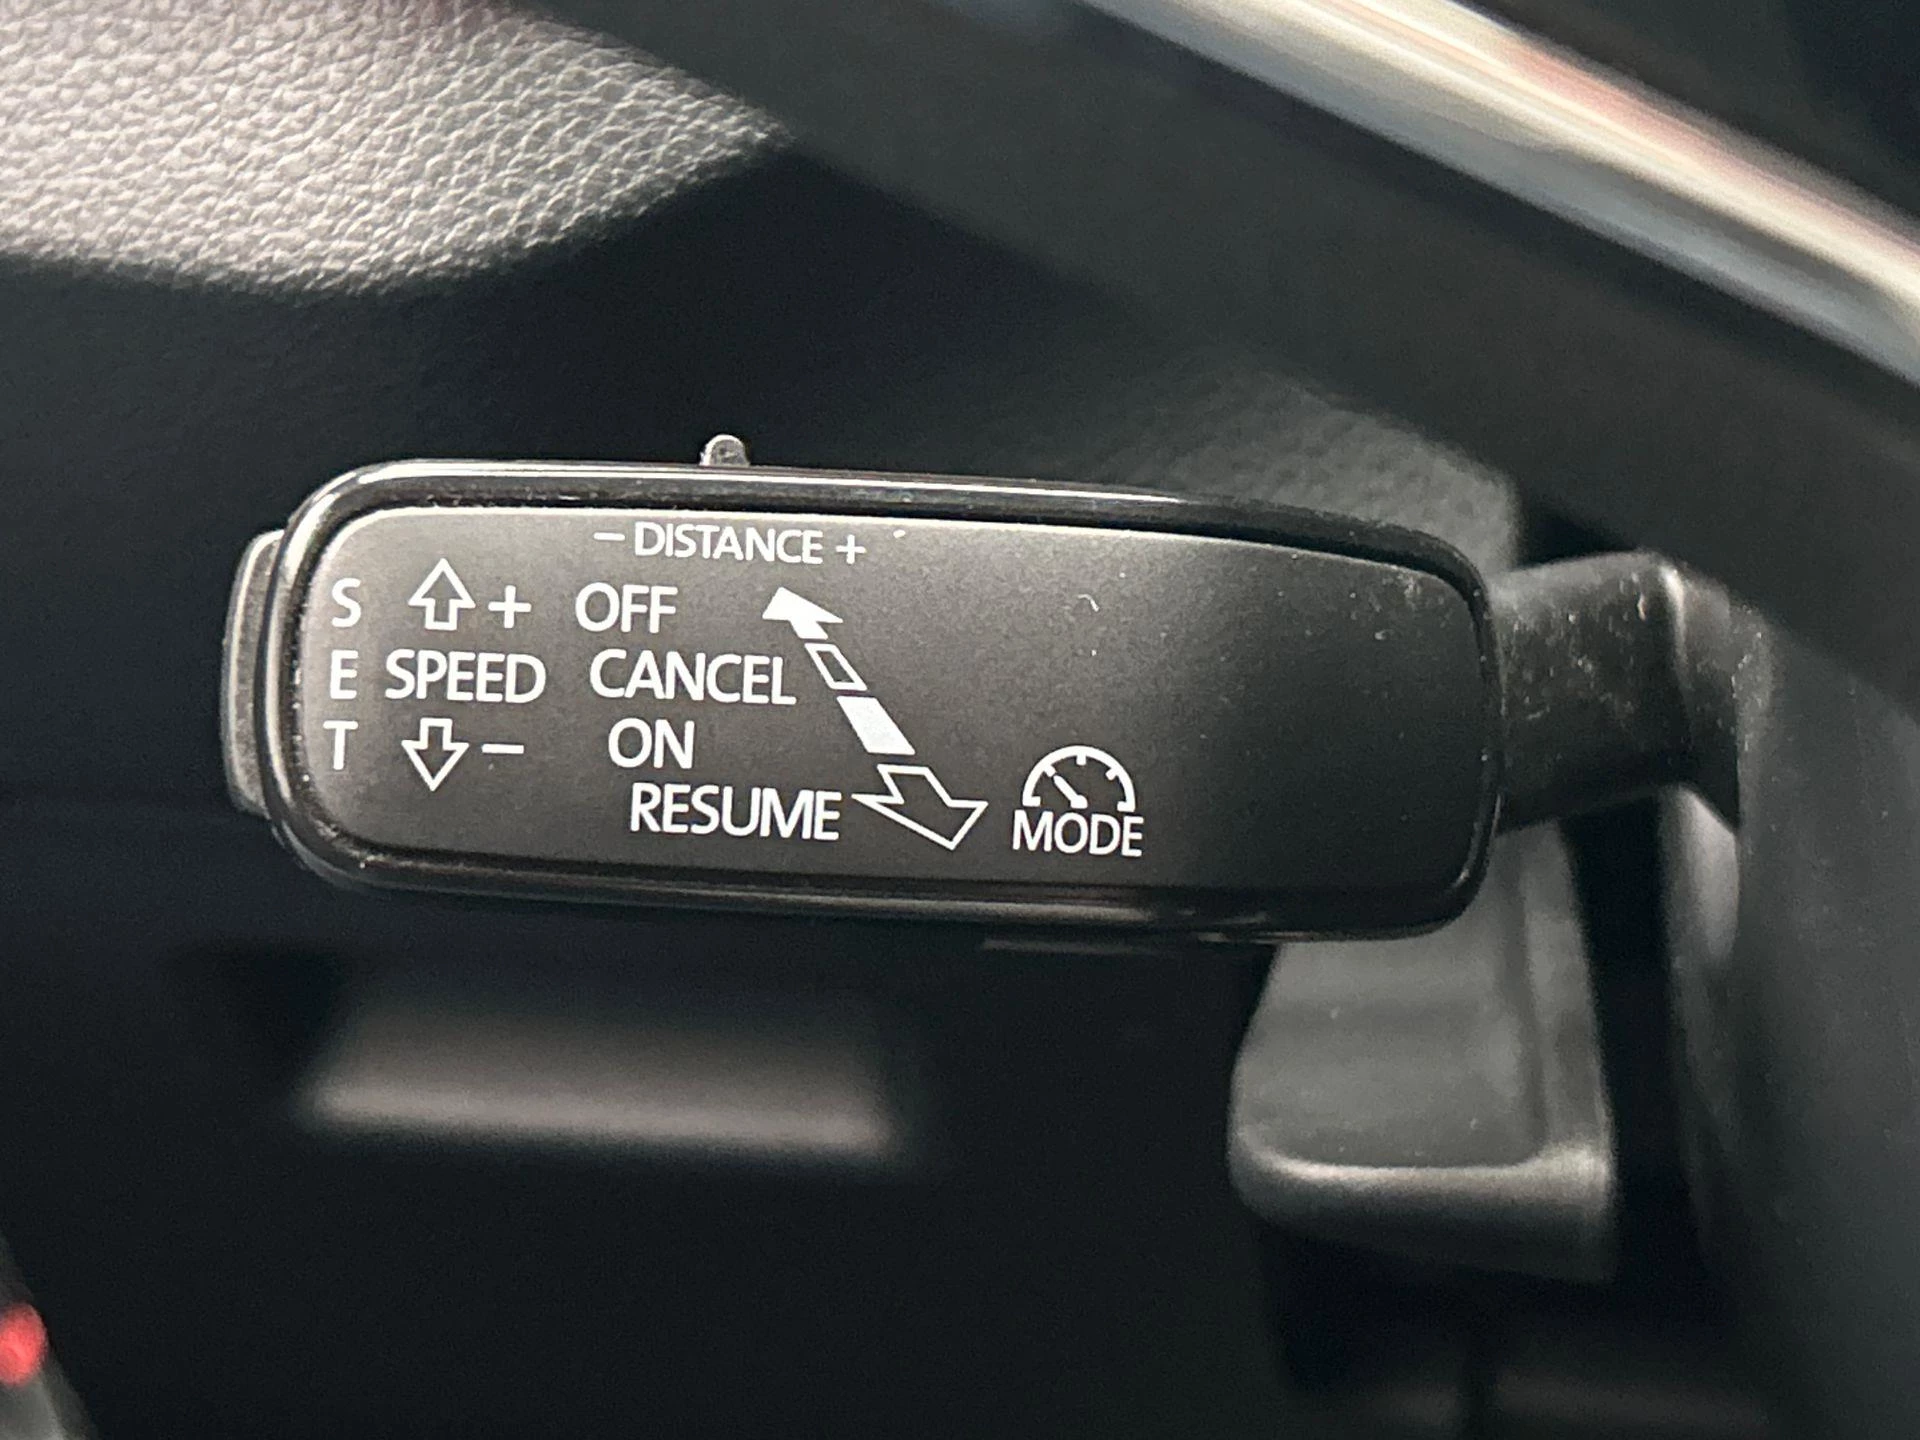 – DISTANCE +
S + OFF
E SPEED CANCEL
T – ON
RESUME
MODE